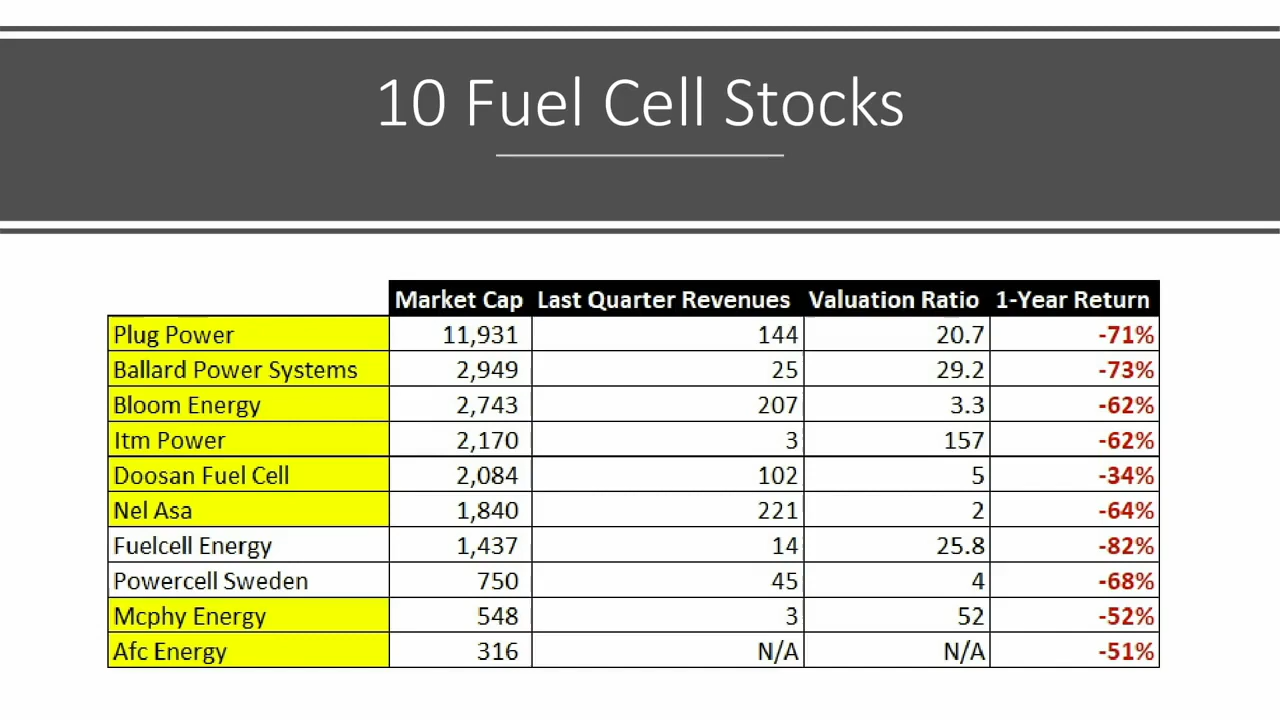 10 Fuel Cell Stocks
Market Cap Last Quarter Revenues Valuation Ratio 1-Year Return
Plug Power 11,931 144 20.7 -71%
Ballard Power Systems 2,949 25 29.2 -73%
Bloom Energy 2,743 207 3.3 -62%
Itm Power 2,170 3 157 -62%
Doosan Fuel Cell 2,084 102 5 -34%
Nel Asa 1,840 221 2 -64%
Fuelcell Energy 1,437 14 25.8 -82%
Powercell Sweden 750 45 4 -68%
Mcphy Energy 548 3 52 -52%
Afc Energy 316 N/A N/A -51%